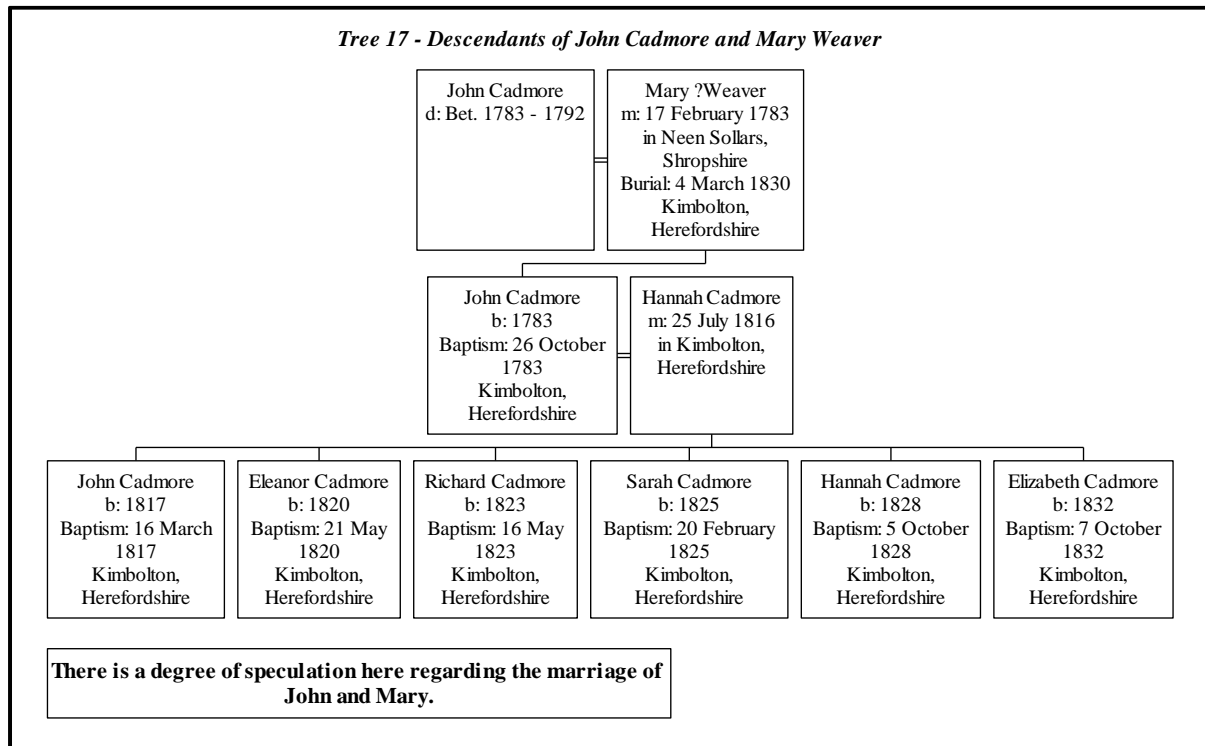 Tree 17 - Descendants of John Cadmore and Mary Weaver
John Cadmore
d: Bet. 1783 - 1792
Mary ?Weaver
m: 17 February 1783
in Neen Sollars,
Shropshire
Burial: 4 March 1830
Kimbolton,
Herefordshire
John Cadmore
b: 1783
Baptism: 26 October
1783
Kimbolton,
Herefordshire
Hannah Cadmore
m: 25 July 1816
in Kimbolton,
Herefordshire
John Cadmore
b: 1817
Baptism: 16 March
1817
Kimbolton,
Herefordshire
Eleanor Cadmore
b: 1820
Baptism: 21 May
1820
Kimbolton,
Herefordshire
Richard Cadmore
b: 1823
Baptism: 16 May
1823
Kimbolton,
Herefordshire
Sarah Cadmore
b: 1825
Baptism: 20 February
1825
Kimbolton,
Herefordshire
Hannah Cadmore
b: 1828
Baptism: 5 October
1828
Kimbolton,
Herefordshire
Elizabeth Cadmore
b: 1832
Baptism: 7 October
1832
Kimbolton,
Herefordshire
There is a degree of speculation here regarding the marriage of
John and Mary.